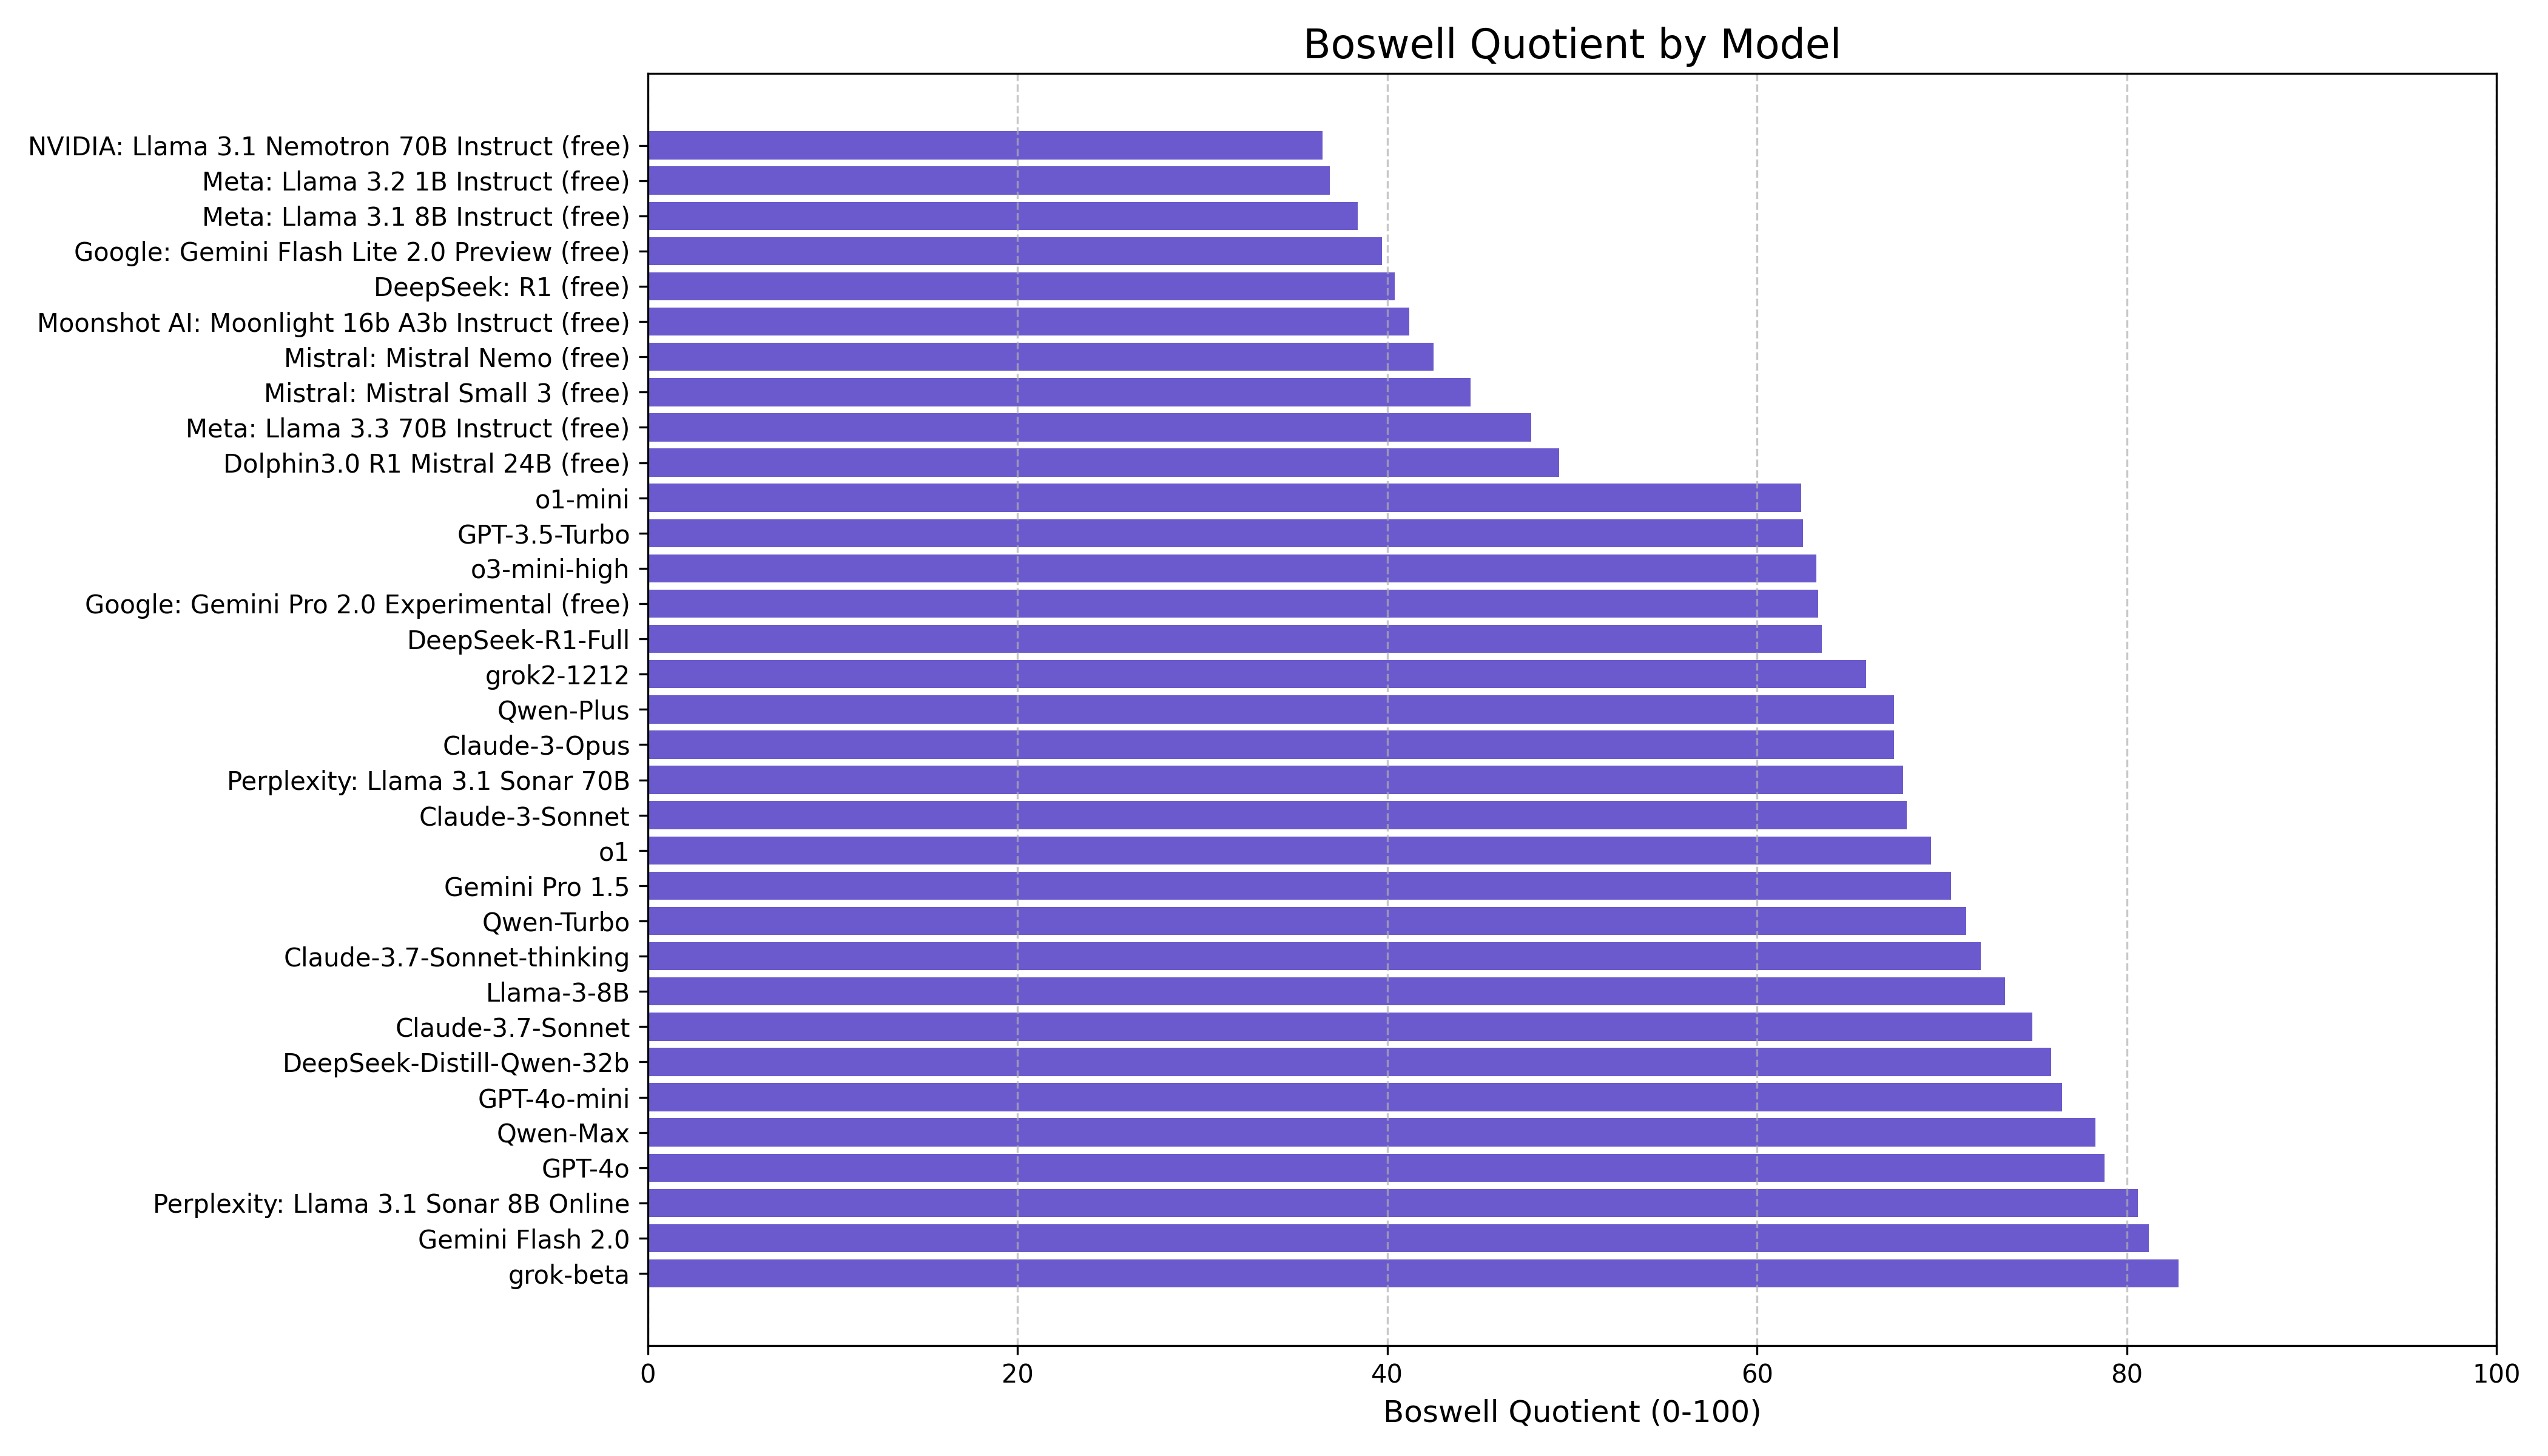 Boswell Quotient by Model
NVIDIA: Llama 3.1 Nemotron 70B Instruct (free)
Meta: Llama 3.2 1B Instruct (free)
Meta: Llama 3.1 8B Instruct (free)
Google: Gemini Flash Lite 2.0 Preview (free)
DeepSeek: R1 (free)
Moonshot AI: Moonlight 16b A3b Instruct (free)
Mistral: Mistral Nemo (free)
Mistral: Mistral Small 3 (free)
Meta: Llama 3.3 70B Instruct (free)
Dolphin3.0 R1 Mistral 24B (free)
o1-mini
GPT-3.5-Turbo
o3-mini-high
Google: Gemini Pro 2.0 Experimental (free)
DeepSeek-R1-Full
grok2-1212
Qwen-Plus
Claude-3-Opus
Perplexity: Llama 3.1 Sonar 70B
Claude-3-Sonnet
o1
Gemini Pro 1.5
Qwen-Turbo
Claude-3.7-Sonnet-thinking
Llama-3-8B
Claude-3.7-Sonnet
DeepSeek-Distill-Qwen-32b
GPT-4o-mini
Qwen-Max
GPT-4o
Perplexity: Llama 3.1 Sonar 8B Online
Gemini Flash 2.0
grok-beta
0 20 40 60 80 100
Boswell Quotient (0-100)